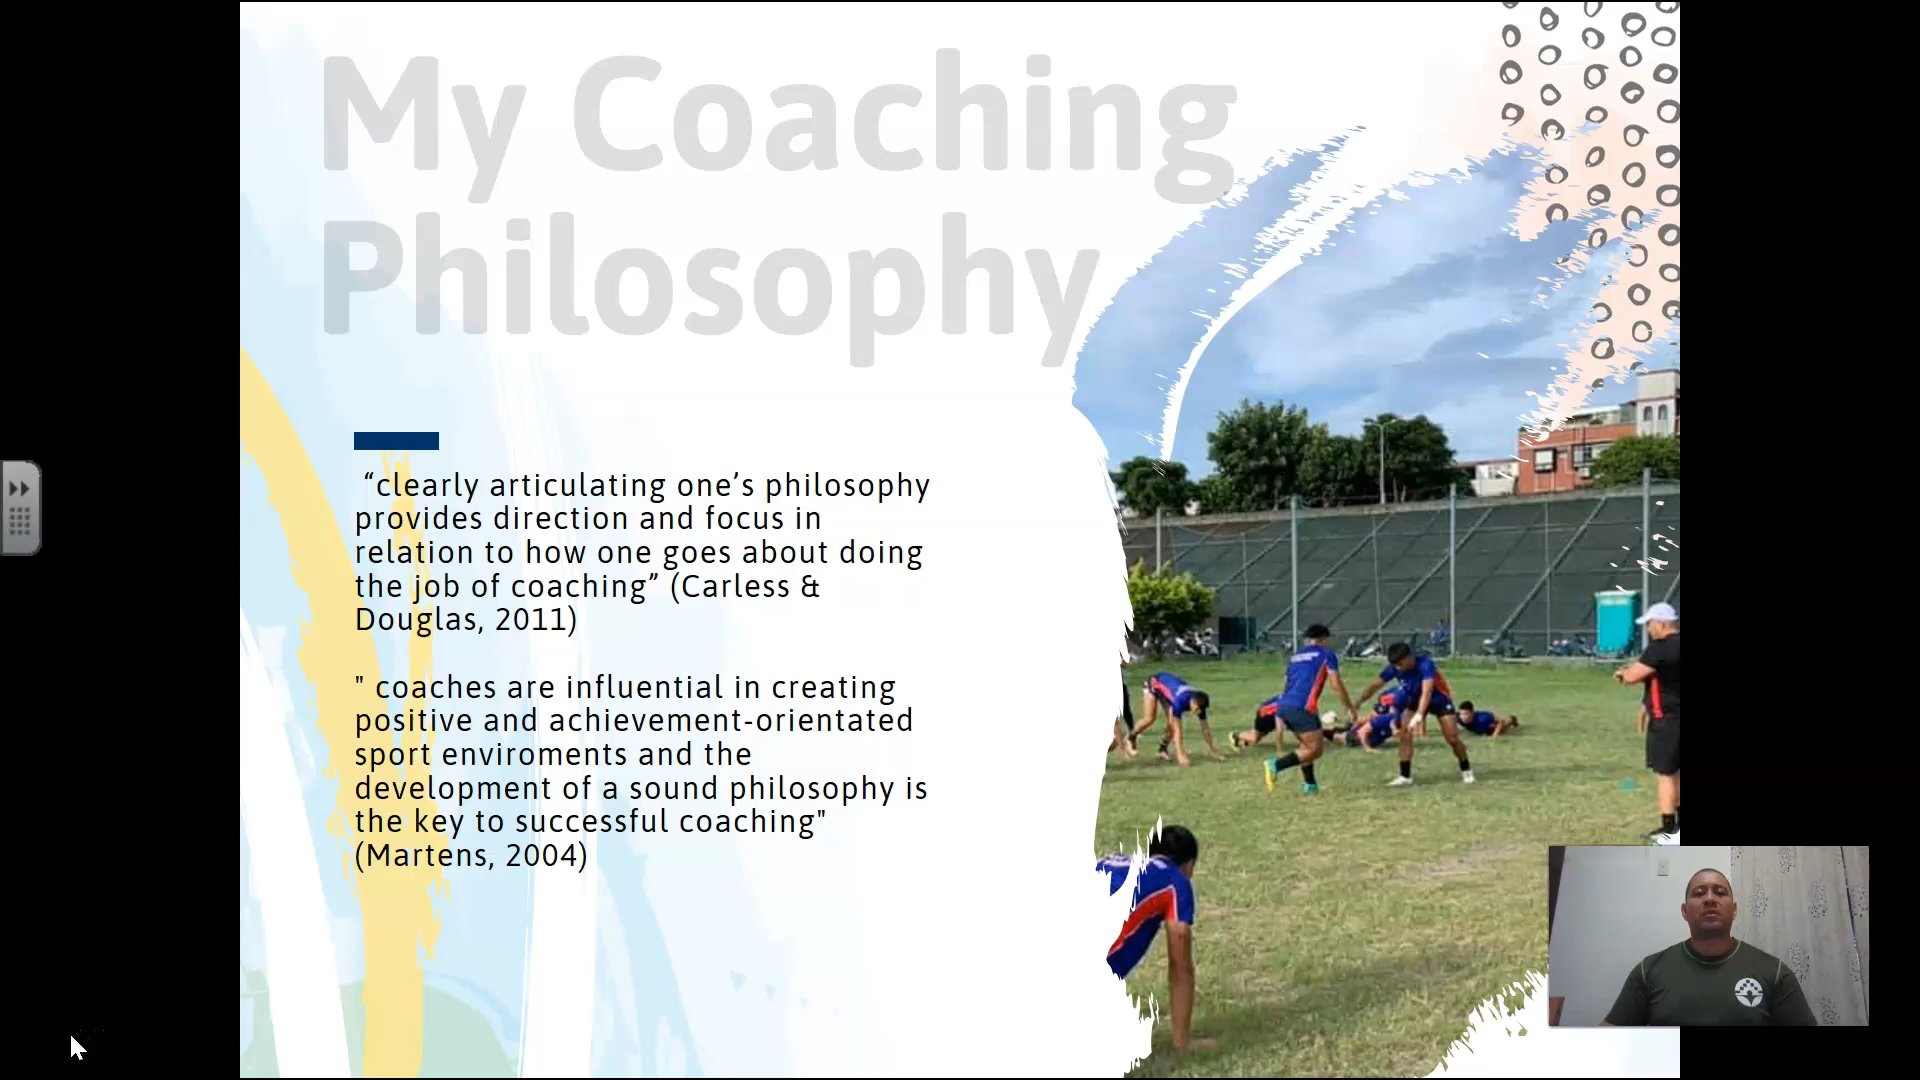 My Coaching
Philosophy
“clearly articulating one’s philosophy
provides direction and focus in
relation to how one goes about doing
the job of coaching” (Carless &
Douglas, 2011)
" coaches are influential in creating
positive and achievement-orientated
sport enviroments and the
development of a sound philosophy is
the key to successful coaching"
(Martens, 2004)